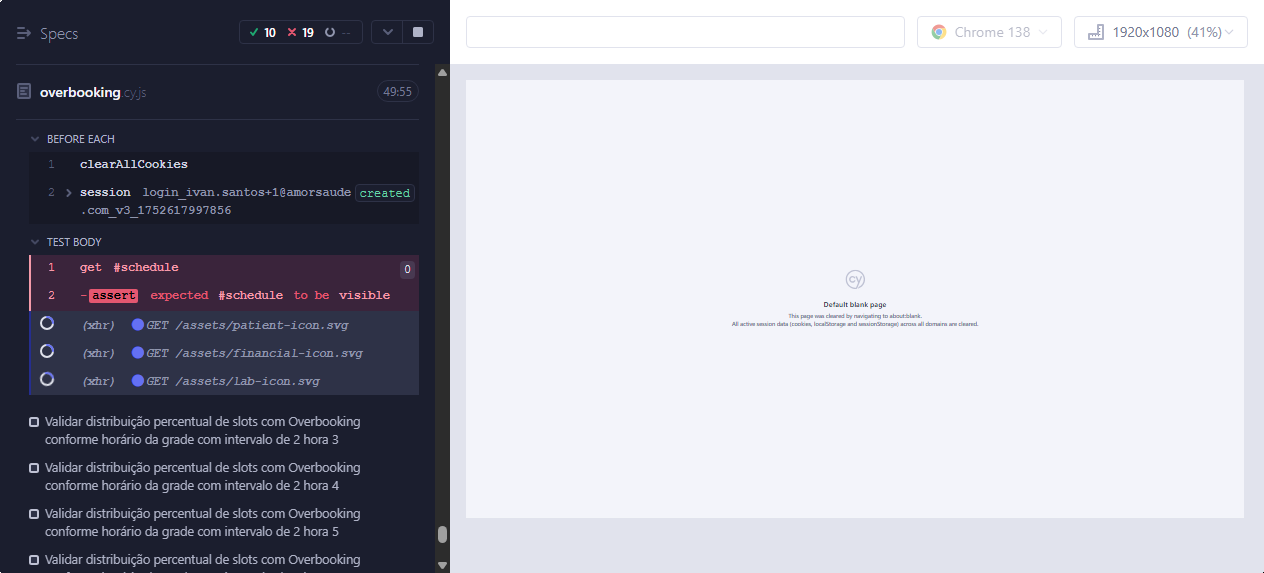 Specs
10 19 --
Chrome 138
1920x1080 (41%)
overbooking.cy.js
49:55
BEFORE EACH
1 clearAllCookies
2 session login_ivan.santos+1@amorsaude created
.com_v3_1752617997856
TEST BODY
1 get #schedule 0
2 -assert expected #schedule to be visible
(xhr) GET /assets/patient-icon.svg
(xhr) GET /assets/financial-icon.svg
(xhr) GET /assets/lab-icon.svg
Validar distribuição percentual de slots com Overbooking
conforme horário da grade com intervalo de 2 hora 3
Validar distribuição percentual de slots com Overbooking
conforme horário da grade com intervalo de 2 hora 4
Validar distribuição percentual de slots com Overbooking
conforme horário da grade com intervalo de 2 hora 5
Validar distribuição percentual de slots com Overbooking
cy
Default blank page
This page was cleared by navigating to about:blank.
All active session data (cookies, localStorage and sessionStorage) across all domains are cleared.